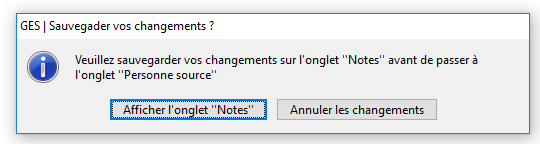 GES | Sauvegader vos changements ?
Veuillez sauvegarder vos changements sur l'onglet "Notes" avant de passer à
l'onglet "Personne source"
Afficher l'onglet "Notes"
Annuler les changements